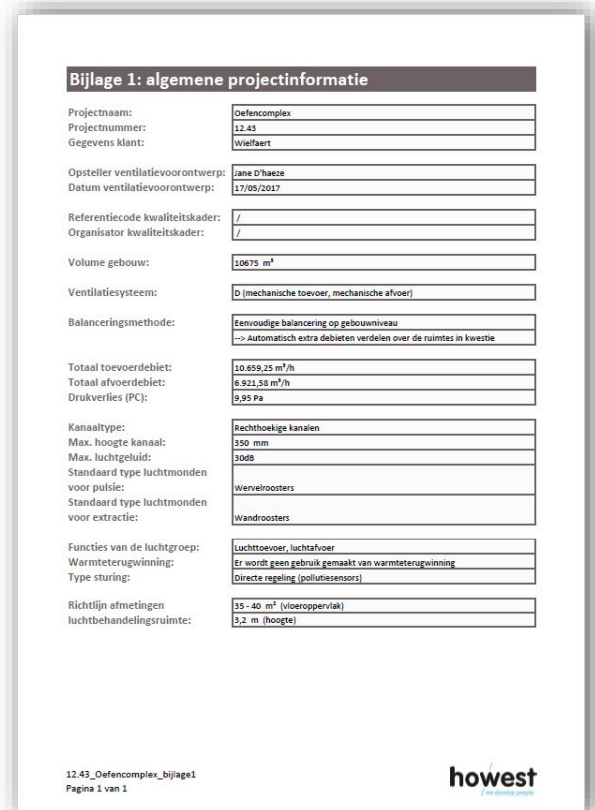 Bijlage 1: algemene projectinformatie
Projectnaam: Oefencomplex
Projectnummer: 12.43
Gegevens klant: Wielfaert
Opsteller ventilatievoorontwerp: Jane D'haeze
Datum ventilatievoorontwerp: 17/05/2017
Referentiecode kwaliteitskader: /
Organisator kwaliteitskader: /
Volume gebouw: 10675 m³
Ventilatiesysteem: D (mechanische toevoer, mechanische afvoer)
Balanceringsmethode: Eenvoudige balancering op gebouwniveau
--> Automatisch extra debieten verdelen over de ruimtes in kwestie
Totaal toevoerdebiet: 10.659,25 m³/h
Totaal afvoerdebiet: 6.921,58 m³/h
Drukverlies (PC): 9,95 Pa
Kanaaltype: Rechthoekige kanalen
Max. hoogte kanaal: 350 mm
Max. luchtgeluid: 30dB
Standaard type luchtmonden
voor pulsie: Wervelroosters
Standaard type luchtmonden
voor extractie: Wandroosters
Functies van de luchtgroep: Luchttoevoer, luchtafvoer
Warmteterugwinning: Er wordt geen gebruik gemaakt van warmteterugwinning
Type sturing: Directe regeling (pollutiesensors)
Richtlijn afmetingen 35 - 40 m² (vloeroppervlak)
luchtbehandelingsruimte: 3,2 m (hoogte)
12.43_Oefencomplex_bijlage1
Pagina 1 van 1
howest
/ we develop people